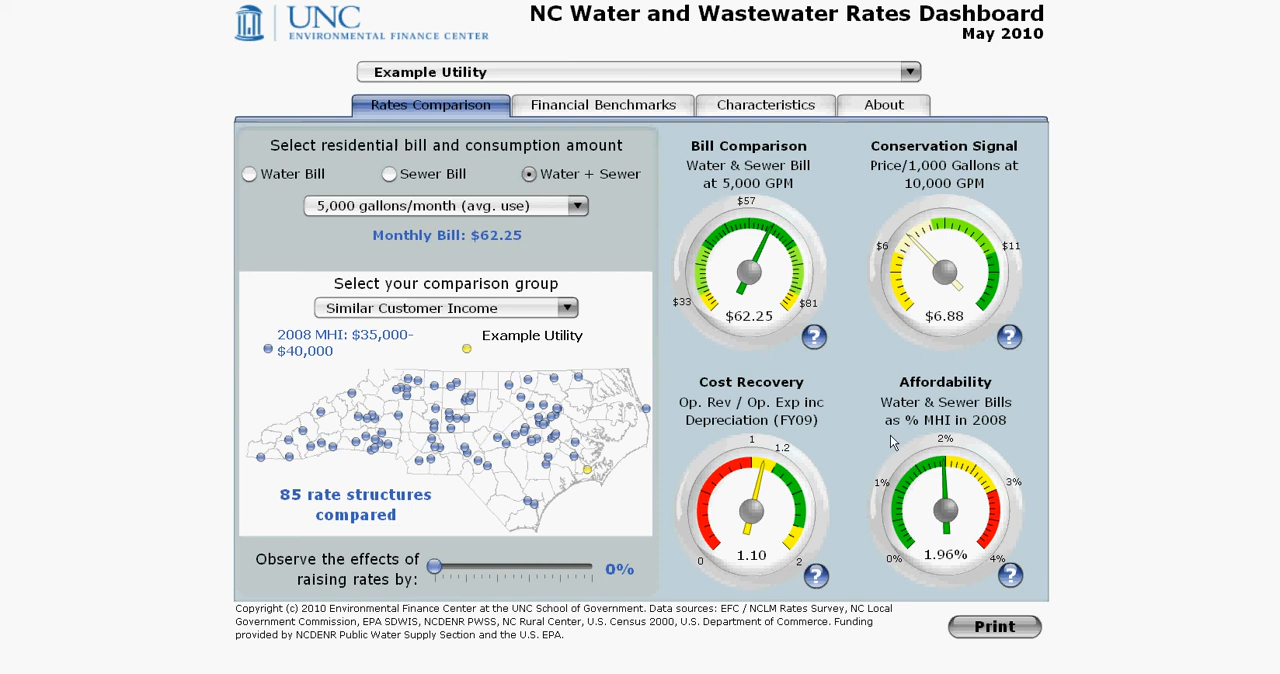 UNC
ENVIRONMENTAL FINANCE CENTER
NC Water and Wastewater Rates Dashboard
May 2010
Example Utility
Rates Comparison
Financial Benchmarks
Characteristics
About
Select residential bill and consumption amount
Water Bill
Sewer Bill
Water + Sewer
5,000 gallons/month (avg. use)
Monthly Bill: $62.25
Select your comparison group
Similar Customer Income
2008 MHI: $35,000-
$40,000
Example Utility
85 rate structures
compared
Observe the effects of
raising rates by:
0%
Bill Comparison
Water & Sewer Bill
at 5,000 GPM
$57
$33
$81
$62.25
?
Conservation Signal
Price/1,000 Gallons at
10,000 GPM
$6
$11
$6.88
?
Cost Recovery
Op. Rev / Op. Exp inc
Depreciation (FY09)
1
1.2
0
2
1.10
?
Affordability
Water & Sewer Bills
as % MHI in 2008
2%
1%
3%
0%
4%
1.96%
?
Copyright (c) 2010 Environmental Finance Center at the UNC School of Government. Data sources: EFC / NCLM Rates Survey, NC Local
Government Commission, EPA SDWIS, NCDENR PWSS, NC Rural Center, U.S. Census 2000, U.S. Department of Commerce. Funding
provided by NCDENR Public Water Supply Section and the U.S. EPA.
Print